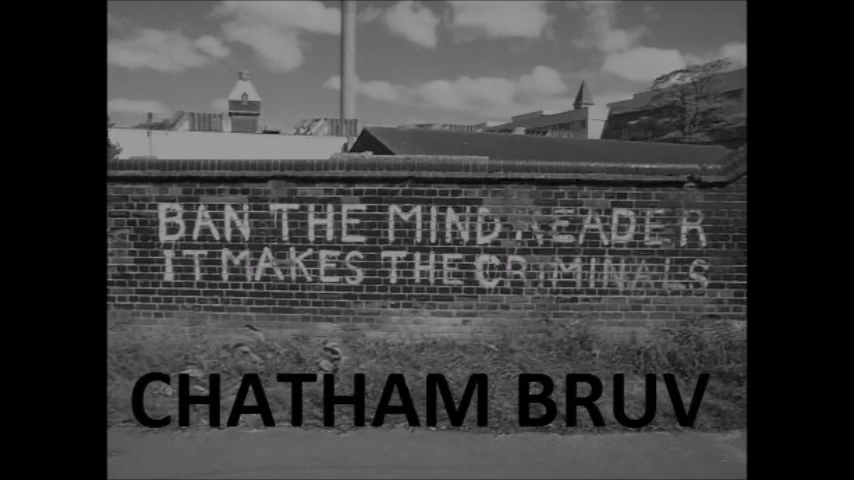 BAN THE MIND READER
IT MAKES THE CRIMINALS
CHATHAM BRUV